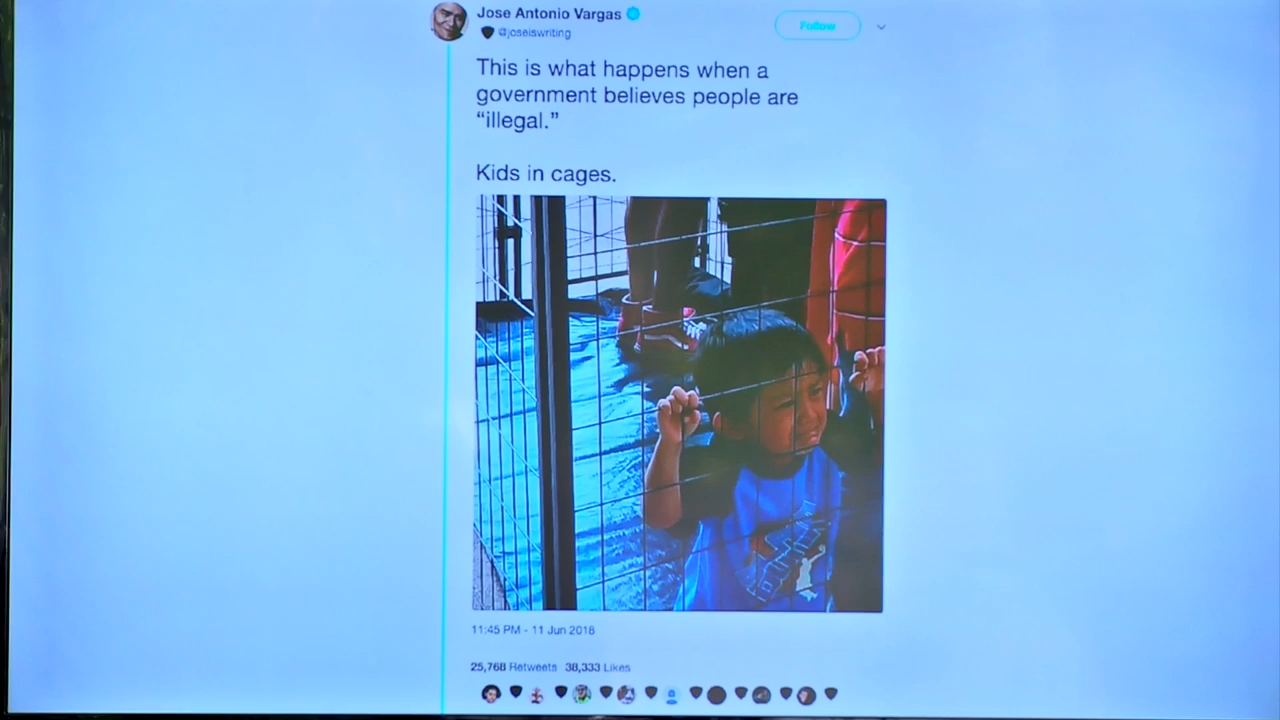 Jose Antonio Vargas
@joseiswriting
Follow
This is what happens when a
government believes people are
“illegal.”
Kids in cages.
11:45 PM - 11 Jun 2018
25,768 Retweets 38,333 Likes